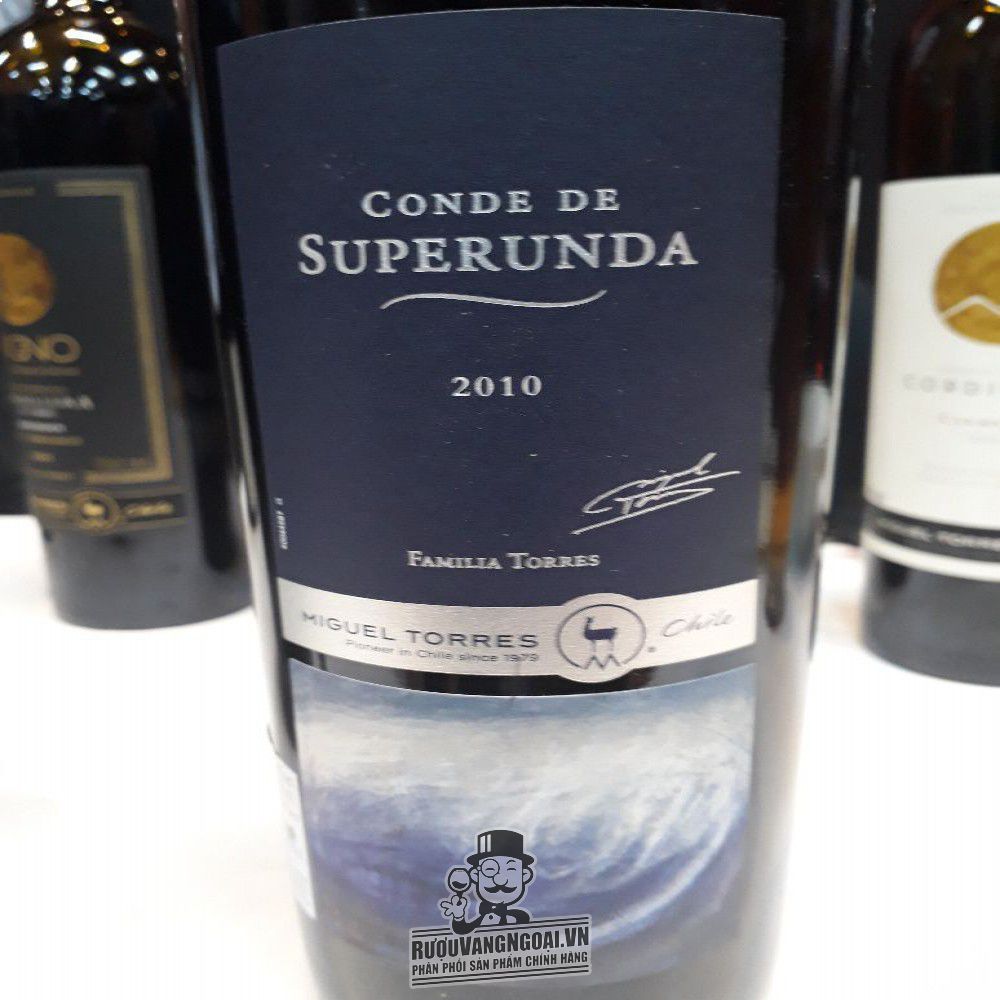 CONDE DE
SUPERUNDA
2010
FAMILIA TORRES
MIGUEL TORRES
Pioneer in Chile since 1979
Chile
RƯỢUVANGNGOẠI.VN
PHÂN PHỐI SẢN PHẨM CHÍNH HÃNG